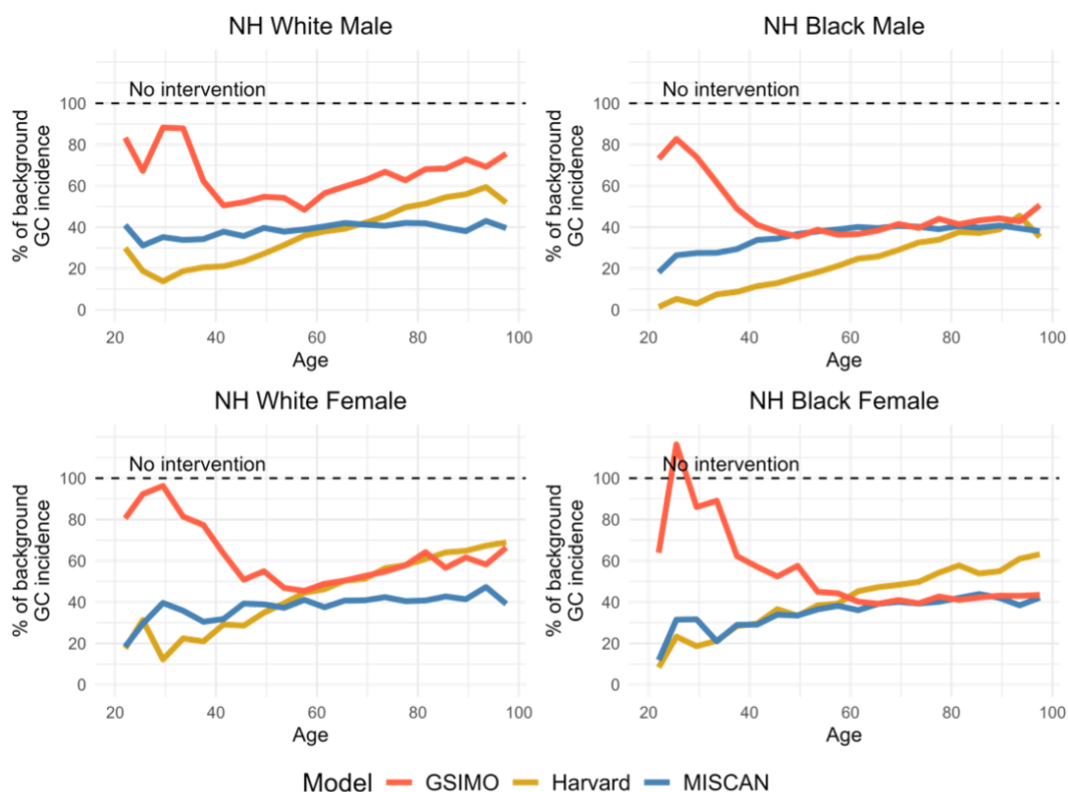 NH White Male
% of background
GC incidence
No intervention
100
80
60
40
20
0
20 40 60 80 100
Age
NH Black Male
% of background
GC incidence
No intervention
100
80
60
40
20
0
20 40 60 80 100
Age
NH White Female
% of background
GC incidence
No intervention
100
80
60
40
20
0
20 40 60 80 100
Age
NH Black Female
% of background
GC incidence
No intervention
100
80
60
40
20
0
20 40 60 80 100
Age
Model GSIMO Harvard MISCAN